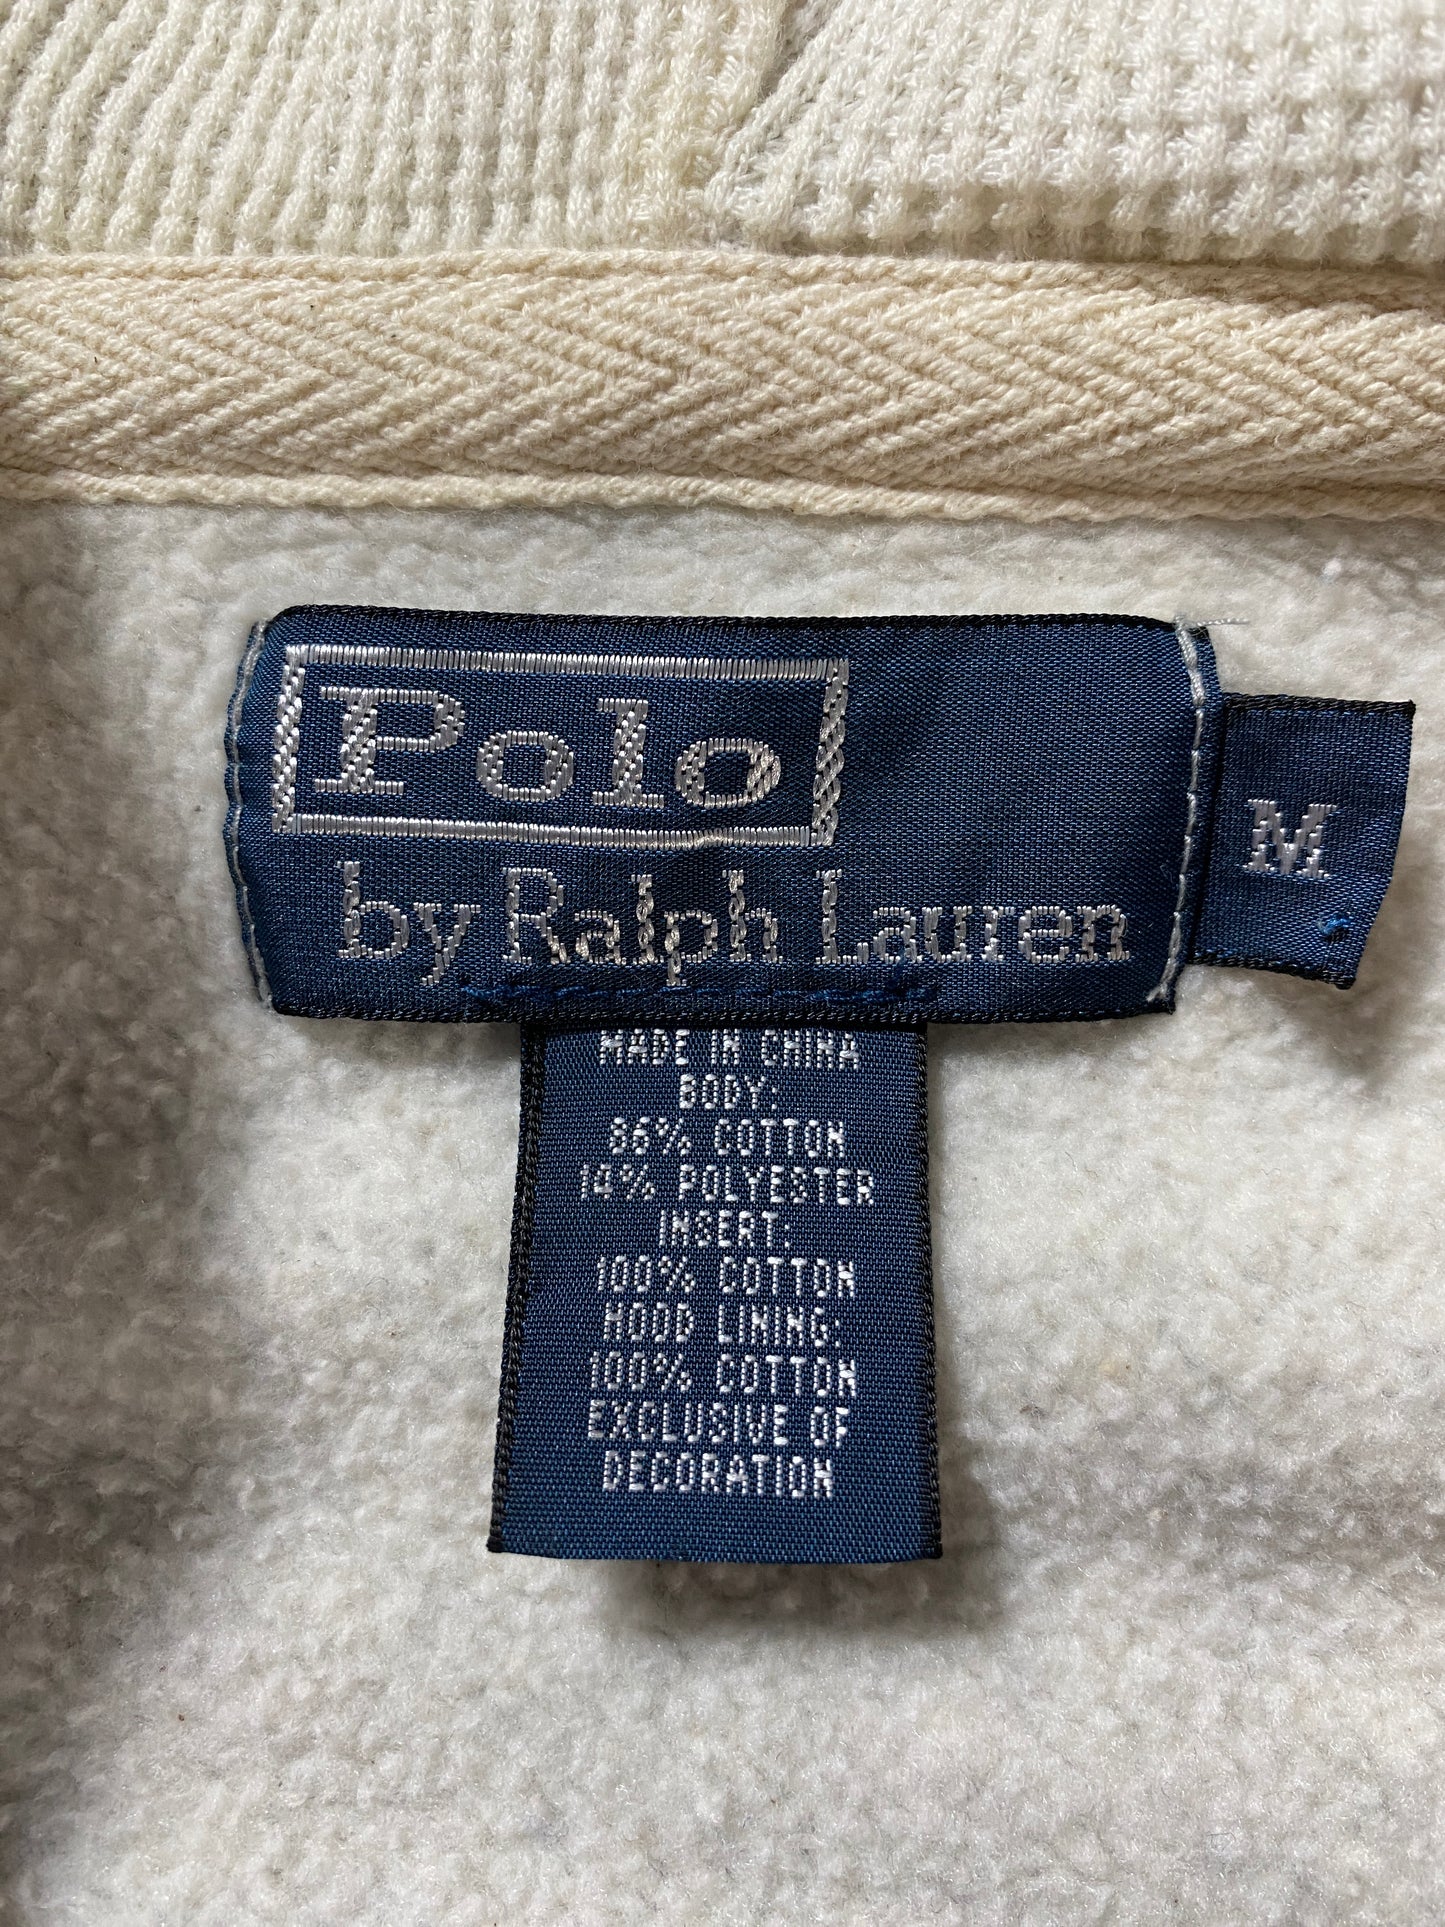 Polo
by Ralph Lauren
M
MADE IN CHINA
BODY:
86% COTTON
14% POLYESTER
INSERT:
100% COTTON
HOOD LINING:
100% COTTON
EXCLUSIVE OF
DECORATION